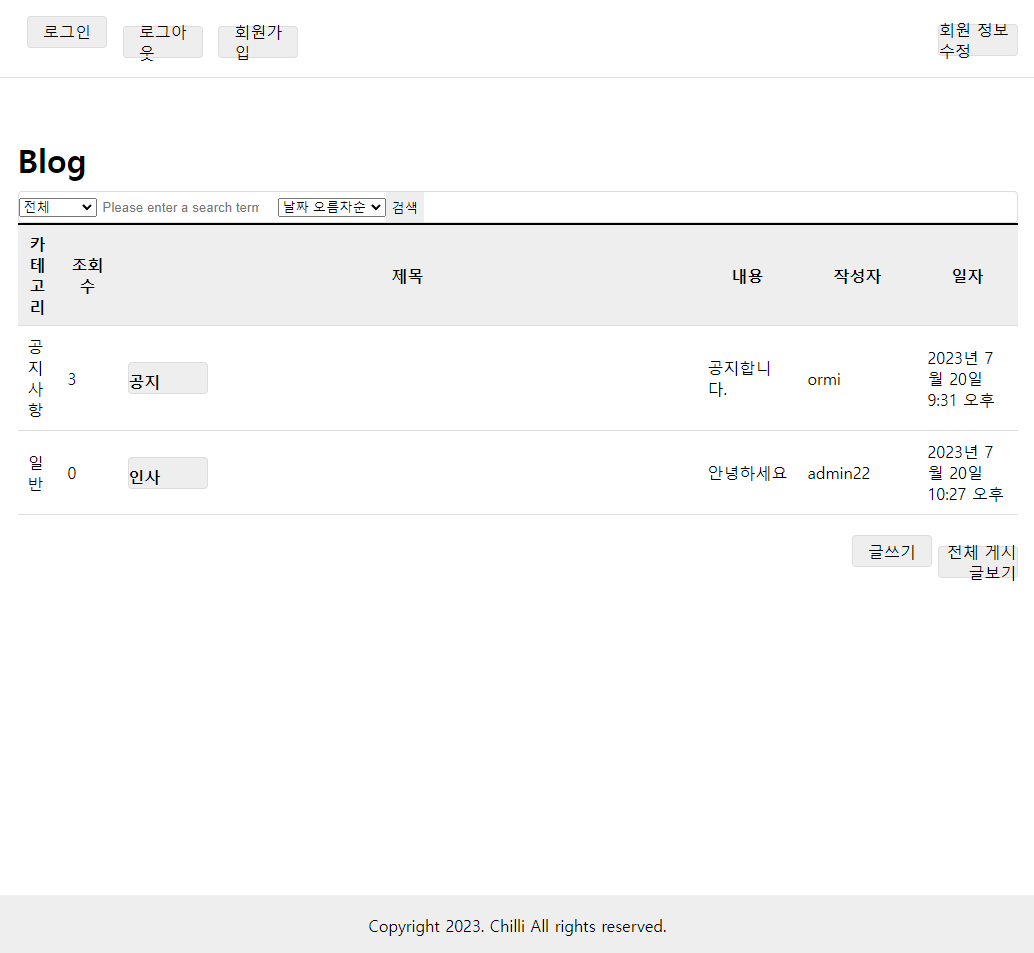 로그인
로그아
웃
회원가
입
회원 정보
수정
Blog
전체 Please enter a search term 날짜 오름차순 검색
카
테
고
리
조회
수
제목
내용
작성자
일자
공
지
사
항
3
공지
공지합니
다.
ormi
2023년 7
월 20일
9:31 오후
일
반
0
인사
안녕하세요
admin22
2023년 7
월 20일
10:27 오후
글쓰기
전체 게시
글보기
Copyright 2023. Chilli All rights reserved.